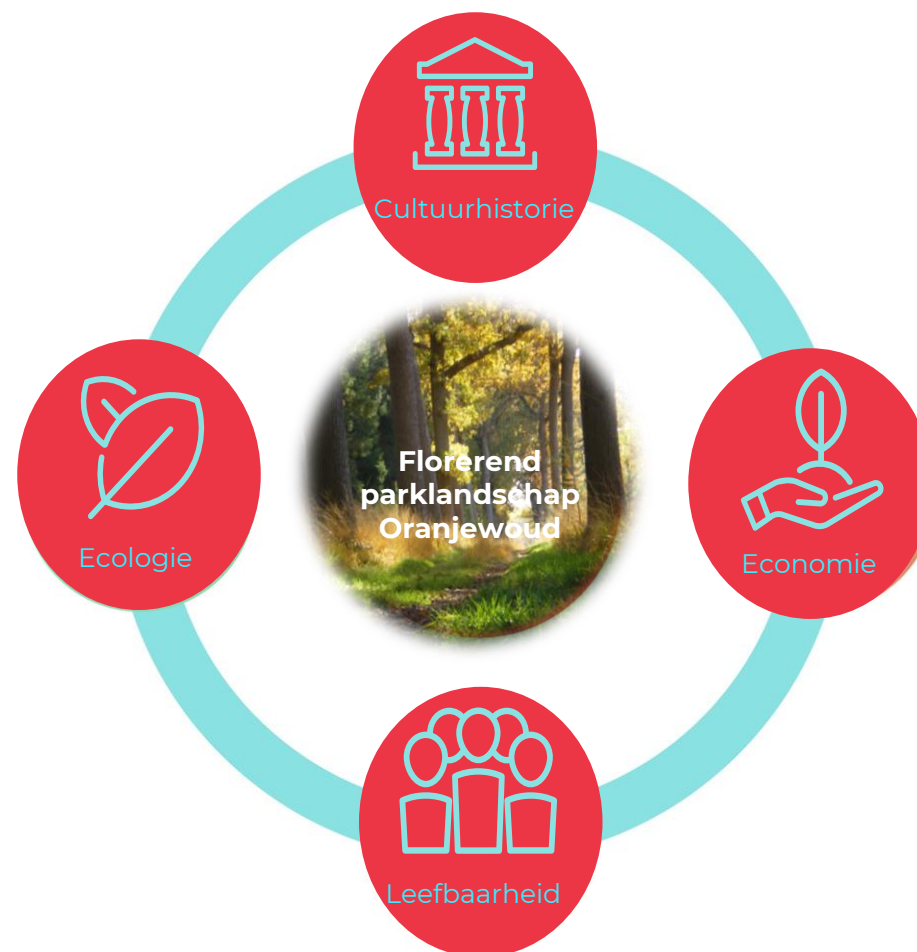 Cultuurhistorie
Florerend
parklandschap
Oranjewoud
Ecologie
Economie
Leefbaarheid